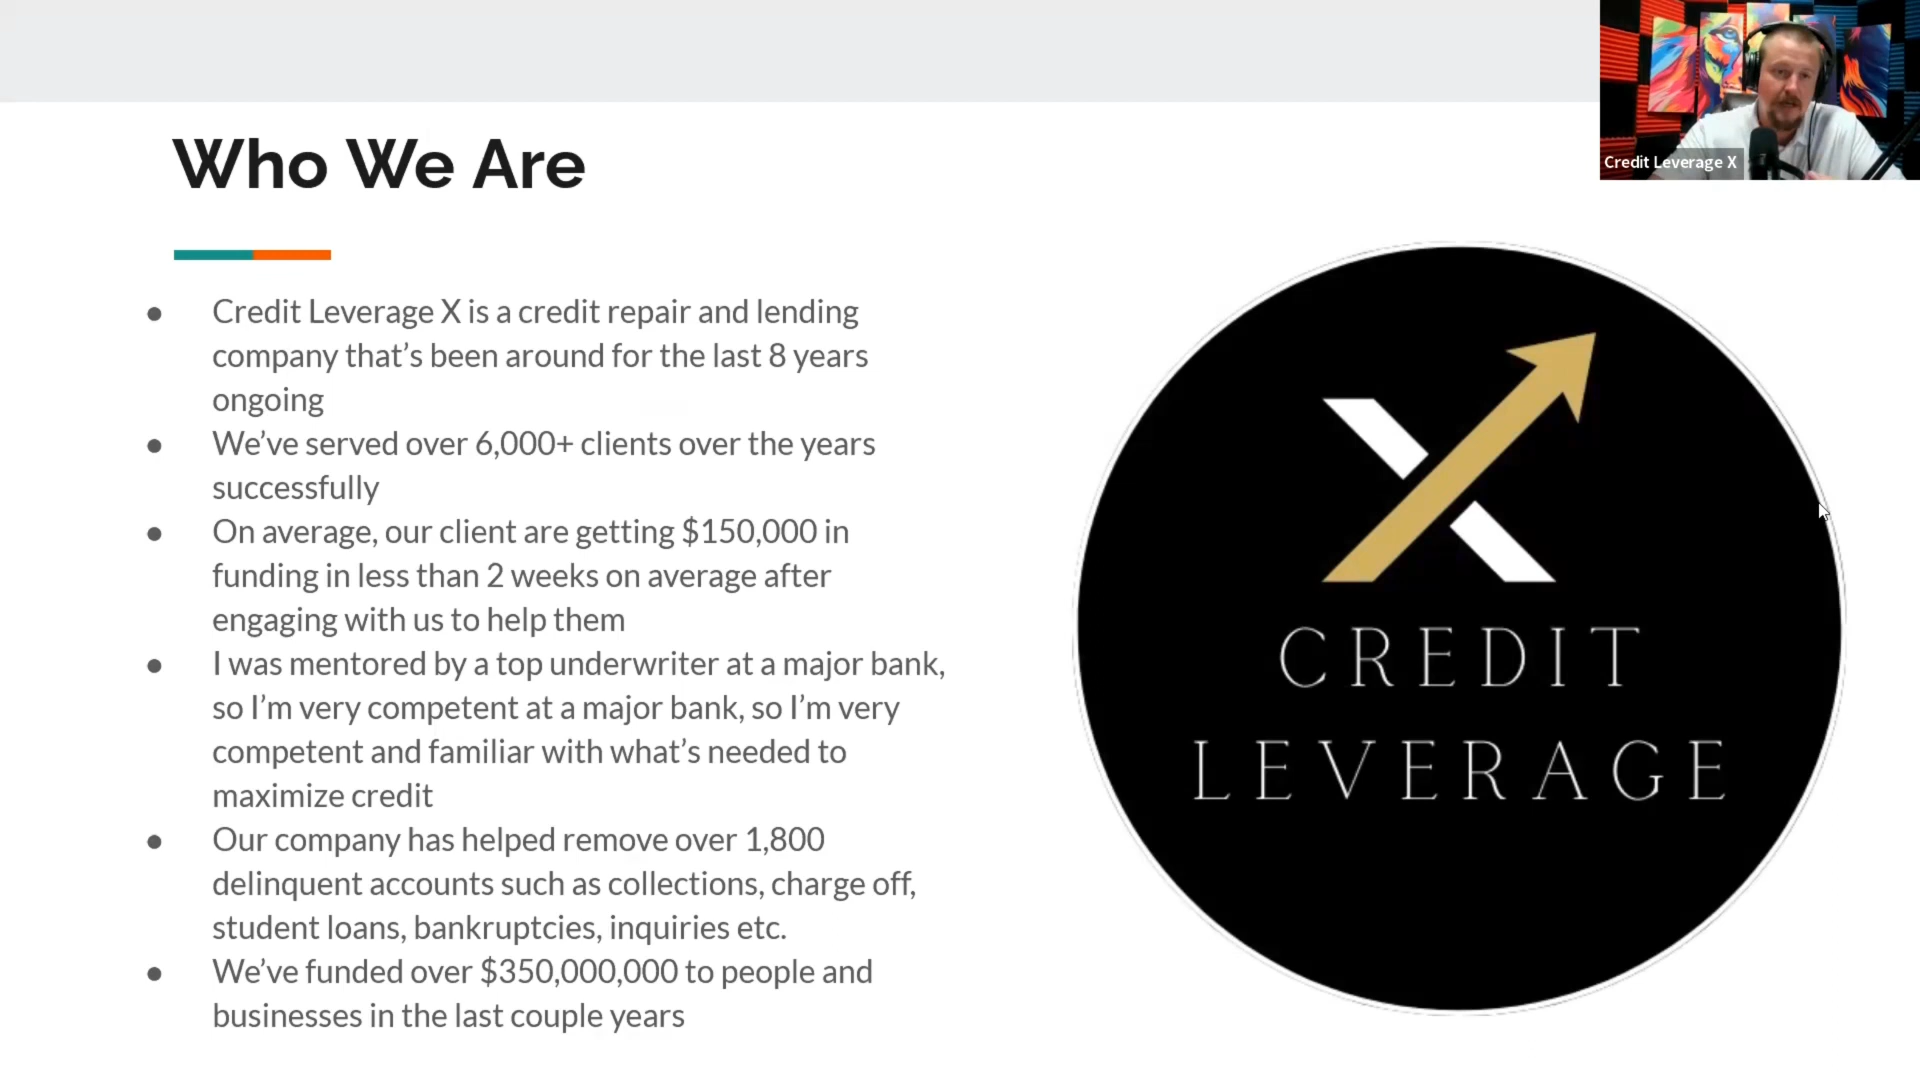 Credit Leverage X
Who We Are
● Credit Leverage X is a credit repair and lending
company that’s been around for the last 8 years
ongoing
● We’ve served over 6,000+ clients over the years
successfully
● On average, our client are getting $150,000 in
funding in less than 2 weeks on average after
engaging with us to help them
● I was mentored by a top underwriter at a major bank,
so I’m very competent at a major bank, so I’m very
competent and familiar with what’s needed to
maximize credit
● Our company has helped remove over 1,800
delinquent accounts such as collections, charge off,
student loans, bankruptcies, inquiries etc.
● We’ve funded over $350,000,000 to people and
businesses in the last couple years
CREDIT
LEVERAGE